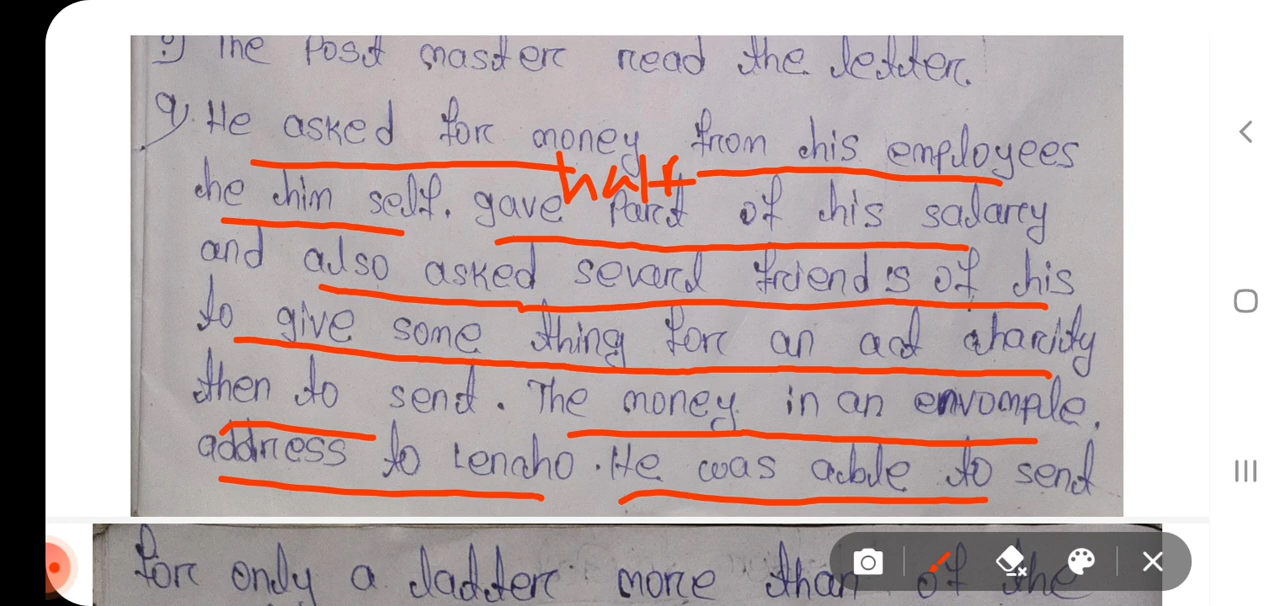 8) The Post master read the letter.
9) He asked for money from his employees
half
he him self. gave Part of his salary
and also asked several friend's of his
to give some thing for an act charity
then to send. The money in an envomple.
address to Lencho. He was able to send
for only a ladder more than of the